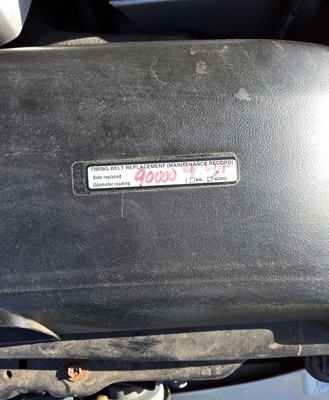 TIMING BELT REPLACEMENT (MAINTENANCE RECORD)
Date replaced:
Odometer reading: 90000 ( km. miles)